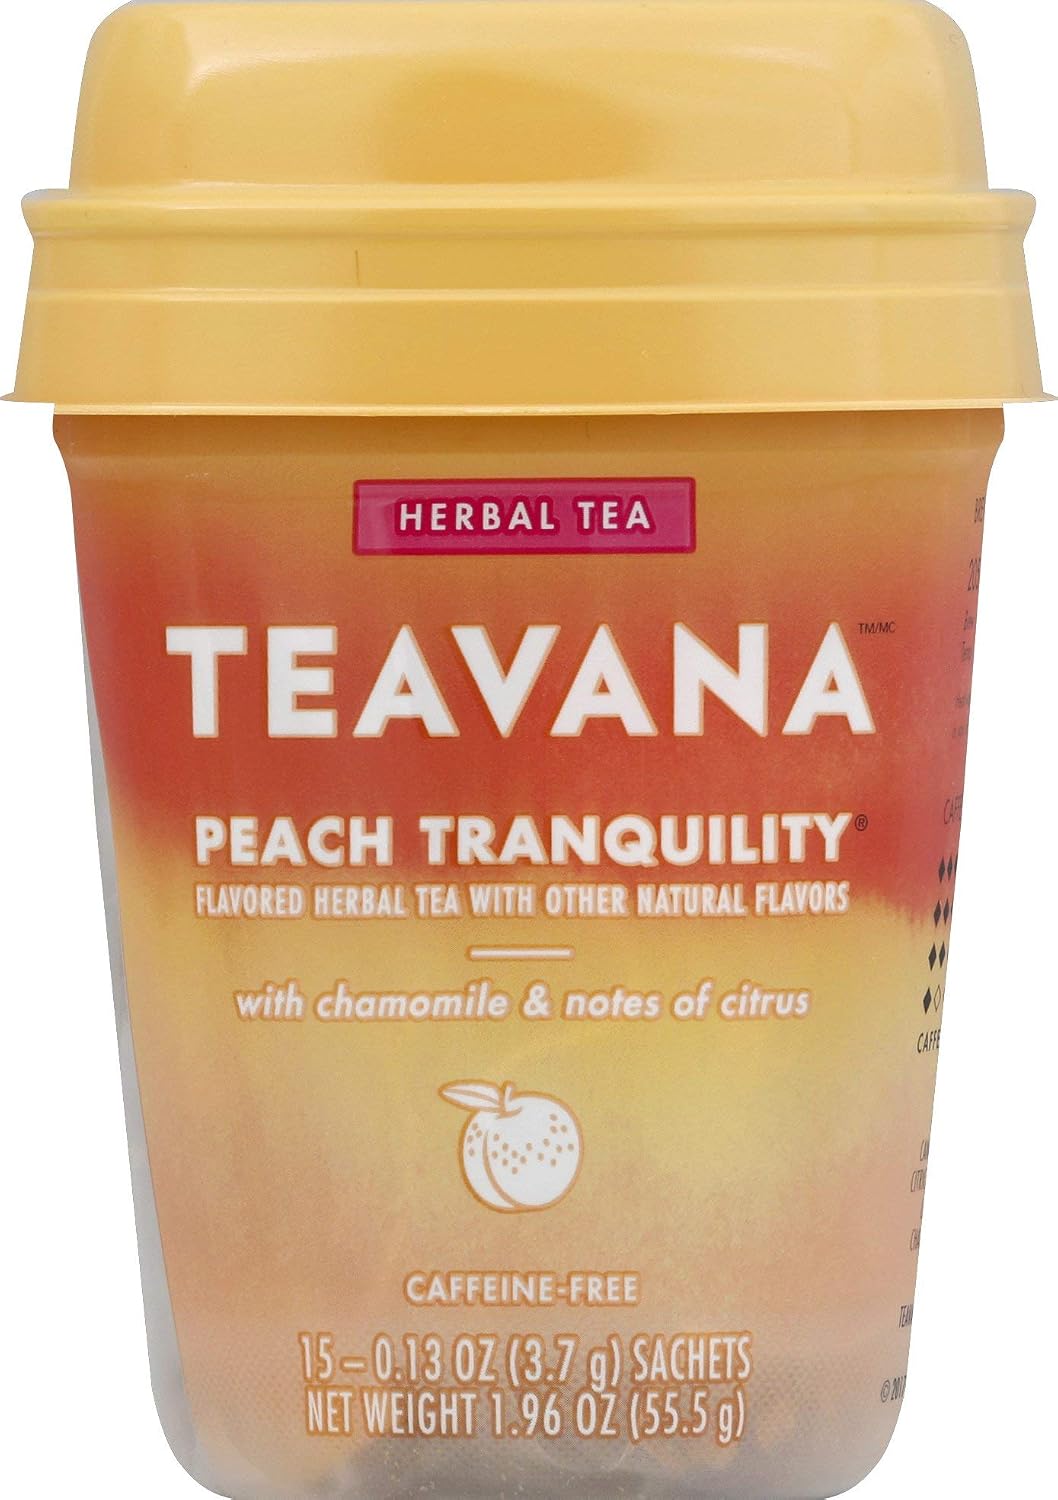 HERBAL TEA
TEAVANA™/MC
PEACH TRANQUILITY®
FLAVORED HERBAL TEA WITH OTHER NATURAL FLAVORS
with chamomile & notes of citrus
CAFFEINE-FREE
15 – 0.13 OZ (3.7 g) SACHETS
NET WEIGHT 1.96 OZ (55.5 g)
© 2017